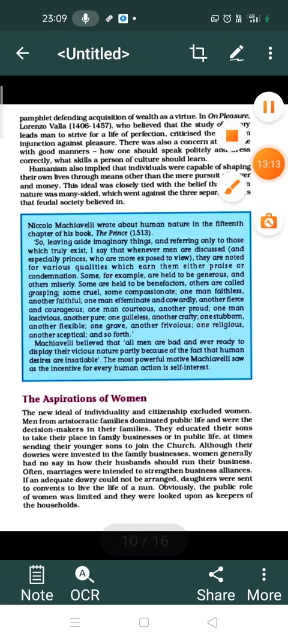 23:09
<Untitled>
pamphlet defending acquisition of wealth as a virtue. In On Pleasure,
Lorenzo Valla (1406-1457), who believed that the study of
leads man to strive for a life of perfection, criticised the
injunction against pleasure. There was also a concern at
with good manners – how one should speak politely and
correctly, what skills a person of culture should learn.
Humanism also implied that individuals were capable of shaping
their own lives through means other than the mere pursuit
and money. This ideal was closely tied with the belief
nature was many-sided, which went against the three
that feudal society believed in.
13:13
Niccolo Machiavelli wrote about human nature in the fifteenth
chapter of his book, The Prince (1513).
'So, leaving aside imaginary things, and referring only to those
which truly exist, I say that whenever men are discussed (and
especially princes, who are more exposed to view), they are noted
for various qualities which earn them either praise or
condemnation. Some, for example, are held to be generous, and
others miserly. Some are held to be benefactors, others are called
grasping; some cruel, some compassionate; one man faithless,
another faithful; one man effeminate and cowardly, another fierce
and courageous; one man courteous, another proud; one man
lascivious, another pure; one guileless, another crafty; one stubborn,
another flexible; one grave, another frivolous; one religious,
another sceptical; and so forth.'
Machiavelli believed that 'all men are bad and ever ready to
display their vicious nature partly because of the fact that human
desires are insatiable'. The most powerful motive Machiavelli saw
as the incentive for every human action is self-interest.
The Aspirations of Women
The new ideal of individuality and citizenship excluded women.
Men from aristocratic families dominated public life and were the
decision-makers in their families. They educated their sons
to take their place in family businesses or in public life, at times
sending their younger sons to join the Church. Although their
dowries were invested in the family businesses, women generally
had no say in how their husbands should run their business.
Often, marriages were intended to strengthen business alliances.
If an adequate dowry could not be arranged, daughters were sent
to convents to live the life of a nun. Obviously, the public role
of women was limited and they were looked upon as keepers of
the households.
10 / 16
Note
OCR
Share
More